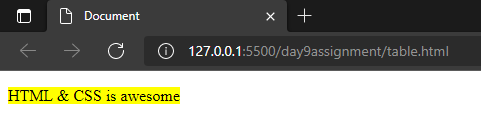 Document
127.0.0.1:5500/day9assignment/table.html
HTML & CSS is awesome